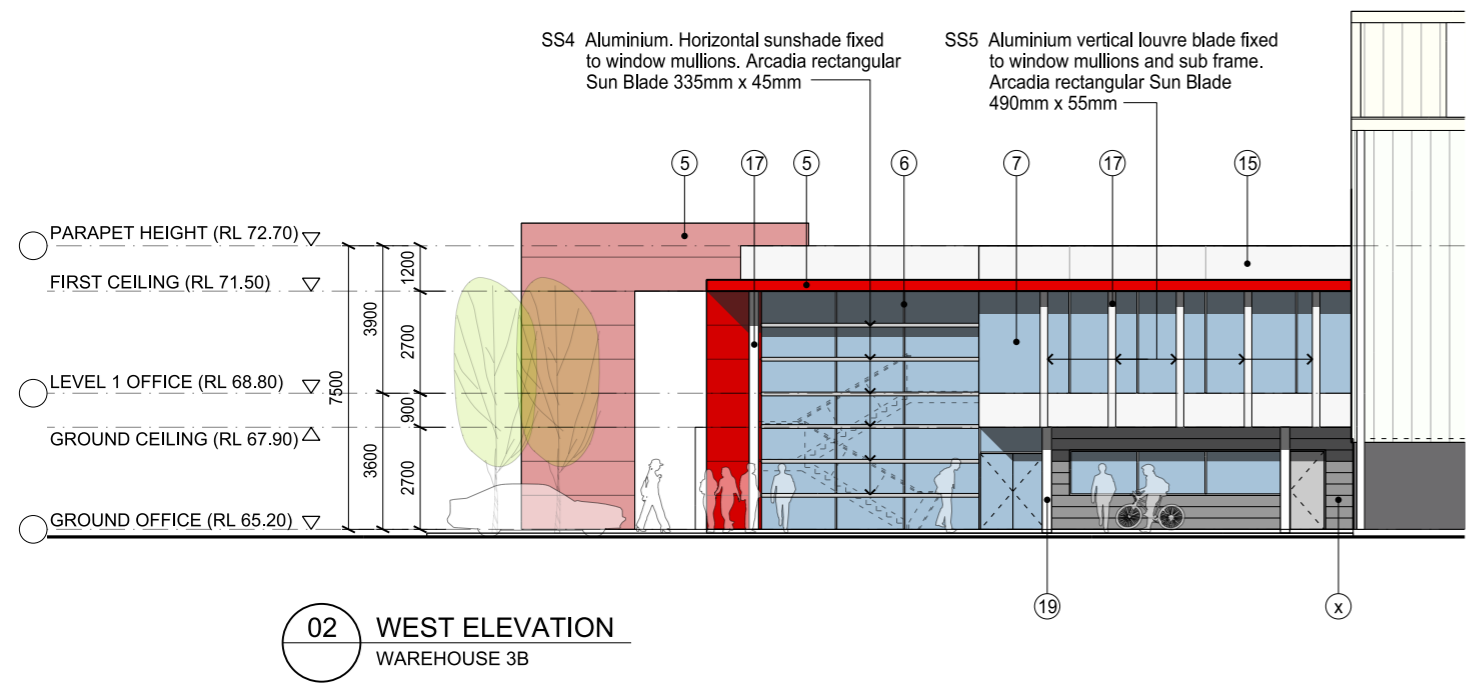 SS4 Aluminium. Horizontal sunshade fixed
to window mullions. Arcadia rectangular
Sun Blade 335mm x 45mm
SS5 Aluminium vertical louvre blade fixed
to window mullions and sub frame.
Arcadia rectangular Sun Blade
490mm x 55mm
5
17
5
6
7
17
15
PARAPET HEIGHT (RL 72.70)
FIRST CEILING (RL 71.50)
LEVEL 1 OFFICE (RL 68.80)
GROUND CEILING (RL 67.90)
GROUND OFFICE (RL 65.20)
7500
3900
3600
1200
2700
900
2700
19
x
02
WEST ELEVATION
WAREHOUSE 3B